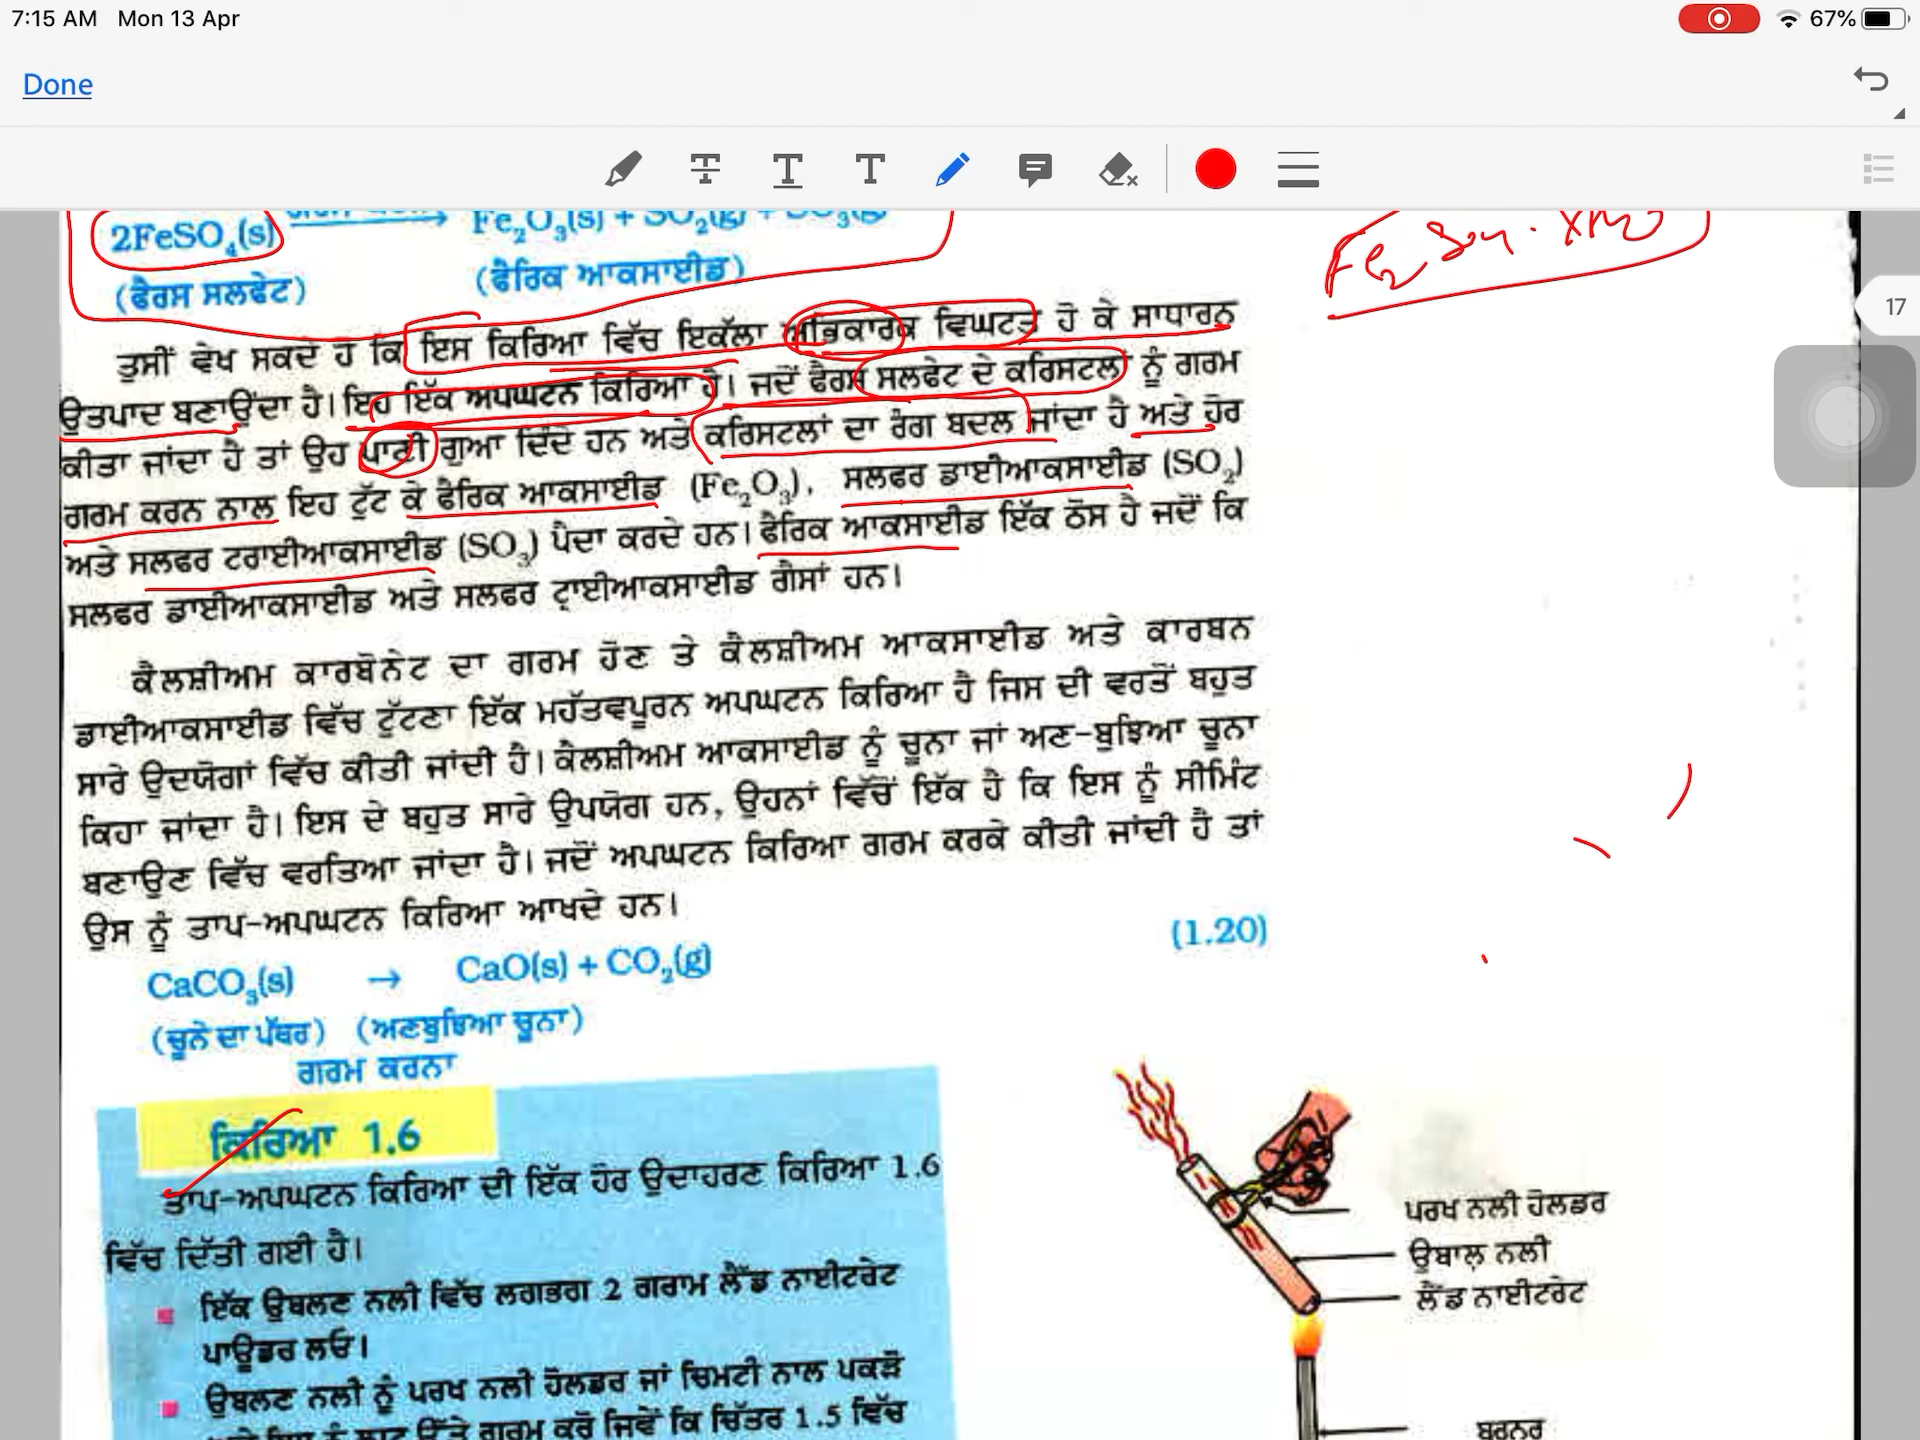 7:15 AM Mon 13 Apr
67%
Done
17
2FeSO₄(s) → Fe₂O₃(s) + SO₂(g) + SO₃(g)
(ਫੈਰਸ ਸਲਫੇਟ) (ਫੈਰਿਕ ਆਕਸਾਈਡ)
ਤੁਸੀਂ ਵੇਖ ਸਕਦੇ ਹੋ ਕਿ ਇਸ ਕਿਰਿਆ ਵਿੱਚ ਇਕੱਲਾ ਅਭਿਕਾਰਕ ਵਿਘਟਤ ਹੋ ਕੇ ਸਾਧਾਰਨ
ਉਤਪਾਦ ਬਣਾਉਂਦਾ ਹੈ। ਇਹ ਇੱਕ ਅਪਘਟਨ ਕਿਰਿਆ ਹੈ। ਜਦੋਂ ਫੈਰਸ ਸਲਫੇਟ ਦੇ ਕਰਿਸਟਲਾਂ ਨੂੰ ਗਰਮ
ਕੀਤਾ ਜਾਂਦਾ ਹੈ ਤਾਂ ਉਹ ਪਾਣੀ ਗੁਆ ਦਿੰਦੇ ਹਨ ਅਤੇ ਕਰਿਸਟਲਾਂ ਦਾ ਰੰਗ ਬਦਲ ਜਾਂਦਾ ਹੈ ਅਤੇ ਹੋਰ
ਗਰਮ ਕਰਨ ਨਾਲ ਇਹ ਟੁੱਟ ਕੇ ਫੈਰਿਕ ਆਕਸਾਈਡ (Fe₂O₃), ਸਲਫਰ ਡਾਈਆਕਸਾਈਡ (SO₂)
ਅਤੇ ਸਲਫਰ ਟਰਾਈਆਕਸਾਈਡ (SO₃) ਪੈਦਾ ਕਰਦੇ ਹਨ। ਫੈਰਿਕ ਆਕਸਾਈਡ ਇੱਕ ਠੋਸ ਹੈ ਜਦੋਂ ਕਿ
ਸਲਫਰ ਡਾਈਆਕਸਾਈਡ ਅਤੇ ਸਲਫਰ ਟ੍ਰਾਈਆਕਸਾਈਡ ਗੈਸਾਂ ਹਨ।
ਕੈਲਸ਼ੀਅਮ ਕਾਰਬੋਨੇਟ ਦਾ ਗਰਮ ਹੋਣ ਤੇ ਕੈਲਸ਼ੀਅਮ ਆਕਸਾਈਡ ਅਤੇ ਕਾਰਬਨ
ਡਾਈਆਕਸਾਈਡ ਵਿੱਚ ਟੁੱਟਣਾ ਇੱਕ ਮਹੱਤਵਪੂਰਨ ਅਪਘਟਨ ਕਿਰਿਆ ਹੈ ਜਿਸ ਦੀ ਵਰਤੋਂ ਬਹੁਤ
ਸਾਰੇ ਉਦਯੋਗਾਂ ਵਿੱਚ ਕੀਤੀ ਜਾਂਦੀ ਹੈ। ਕੈਲਸ਼ੀਅਮ ਆਕਸਾਈਡ ਨੂੰ ਚੂਨਾ ਜਾਂ ਅਣ-ਬੁਝਿਆ ਚੂਨਾ
ਕਿਹਾ ਜਾਂਦਾ ਹੈ। ਇਸ ਦੇ ਬਹੁਤ ਸਾਰੇ ਉਪਯੋਗ ਹਨ, ਉਹਨਾਂ ਵਿੱਚੋਂ ਇੱਕ ਹੈ ਕਿ ਇਸ ਨੂੰ ਸੀਮਿੰਟ
ਬਣਾਉਣ ਵਿੱਚ ਵਰਤਿਆ ਜਾਂਦਾ ਹੈ। ਜਦੋਂ ਅਪਘਟਨ ਕਿਰਿਆ ਗਰਮ ਕਰਕੇ ਕੀਤੀ ਜਾਂਦੀ ਹੈ ਤਾਂ
ਉਸ ਨੂੰ ਤਾਪ-ਅਪਘਟਨ ਕਿਰਿਆ ਆਖਦੇ ਹਨ।
CaCO₃(s) → CaO(s) + CO₂(g) (1.20)
(ਚੂਨੇ ਦਾ ਪੱਥਰ) (ਅਣਬੁਝਿਆ ਚੂਨਾ)
ਗਰਮ ਕਰਨਾ
ਕਿਰਿਆ 1.6
ਤਾਪ-ਅਪਘਟਨ ਕਿਰਿਆ ਦੀ ਇੱਕ ਹੋਰ ਉਦਾਹਰਣ ਕਿਰਿਆ 1.6
ਵਿੱਚ ਦਿੱਤੀ ਗਈ ਹੈ।
ਇੱਕ ਉਬਲਣ ਨਲੀ ਵਿੱਚ ਲਗਭਗ 2 ਗਰਾਮ ਲੈੱਡ ਨਾਈਟਰੇਟ
ਪਾਊਡਰ ਲਓ।
ਉਬਲਣ ਨਲੀ ਨੂੰ ਪਰਖ ਨਲੀ ਹੋਲਡਰ ਜਾਂ ਚਿਮਟੀ ਨਾਲ ਪਕੜੋ
ਨੂੰ ਲਾਟ ਉੱਤੇ ਗਰਮ ਕਰੋ ਜਿਵੇਂ ਕਿ ਚਿੱਤਰ 1.5 ਵਿੱਚ
ਪਰਖ ਨਲੀ ਹੋਲਡਰ
ਉਬਾਲ ਨਲੀ
ਲੈੱਡ ਨਾਈਟਰੇਟ
ਬਰਨਰ